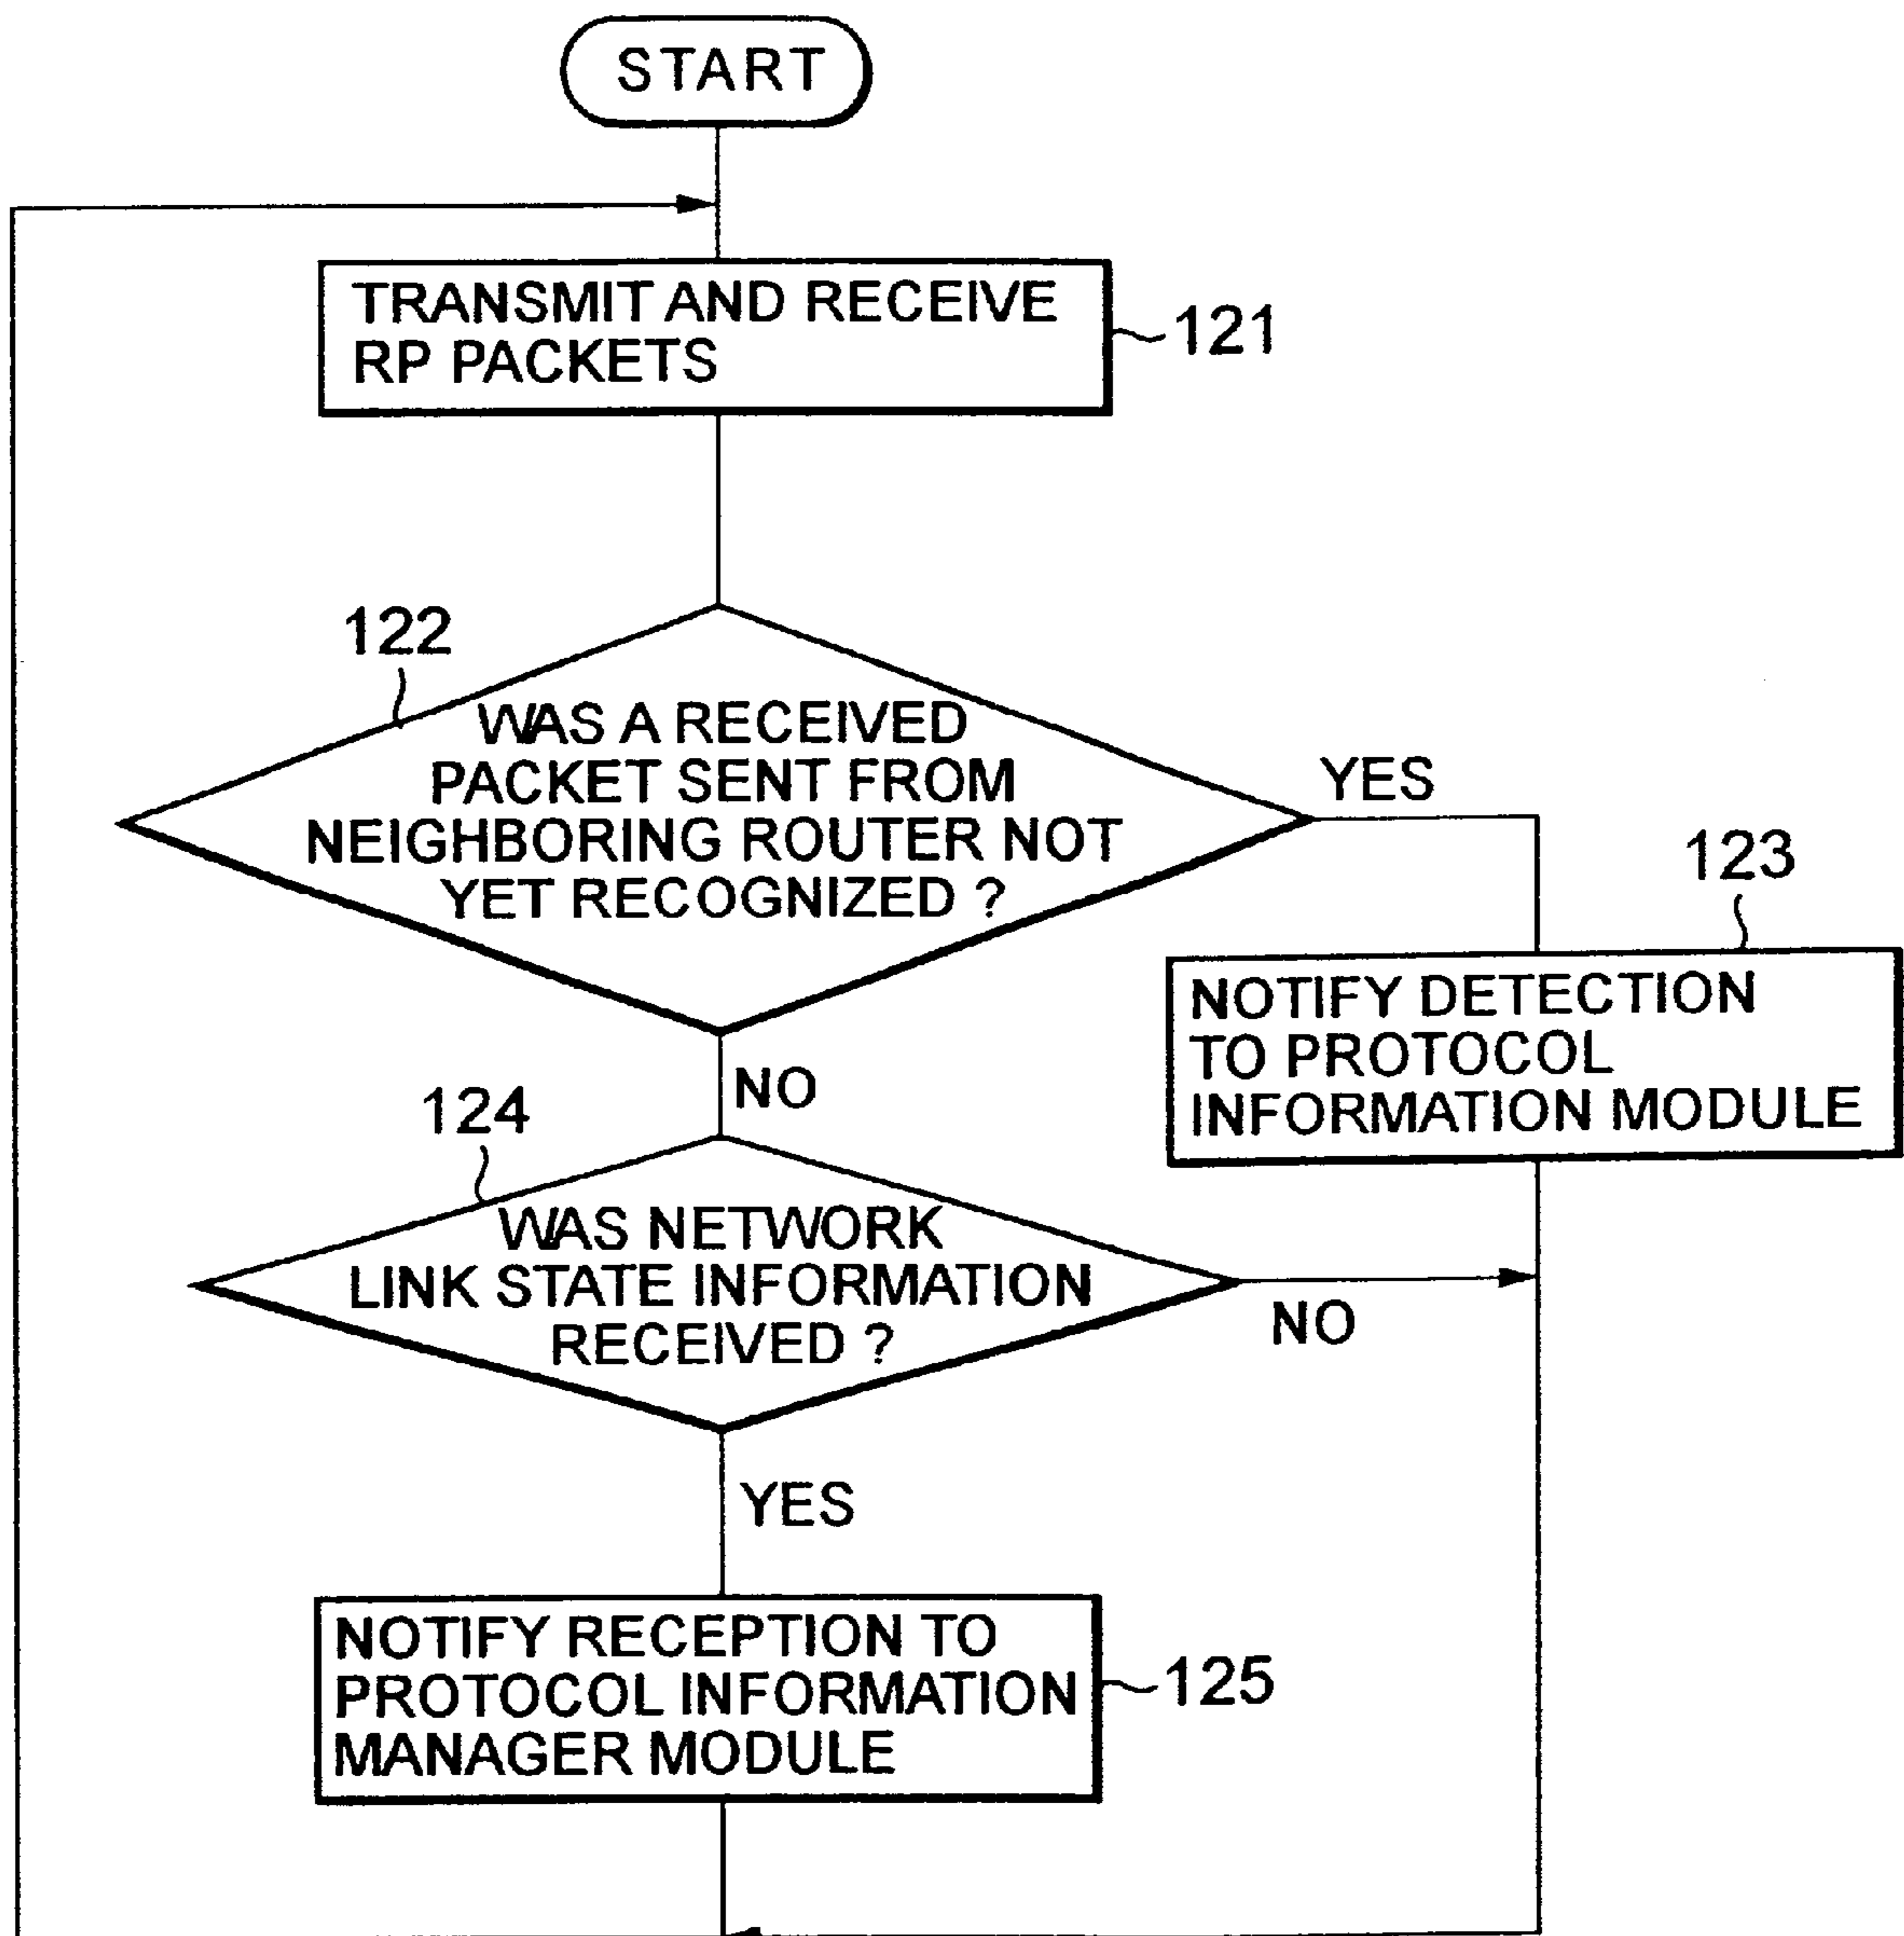 START
TRANSMIT AND RECEIVE
RP PACKETS
121
122
WAS A RECEIVED
PACKET SENT FROM
NEIGHBORING ROUTER NOT
YET RECOGNIZED ?
YES
123
NOTIFY DETECTION
TO PROTOCOL
INFORMATION MODULE
NO
124
WAS NETWORK
LINK STATE INFORMATION
RECEIVED ?
NO
YES
NOTIFY RECEPTION TO
PROTOCOL INFORMATION
MANAGER MODULE
125